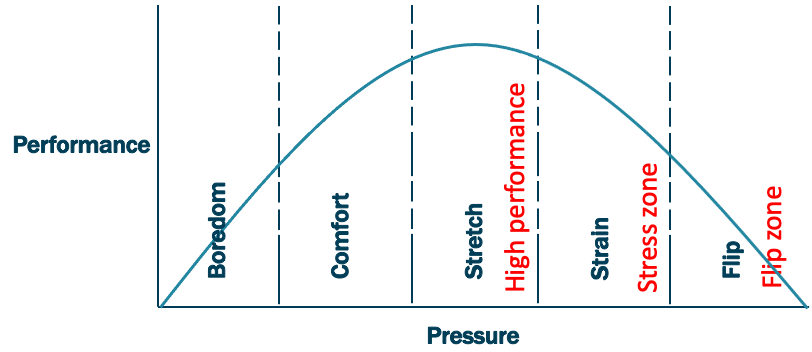 Performance
Boredom
Comfort
Stretch
High performance
Strain
Stress zone
Flip
Flip zone
Pressure